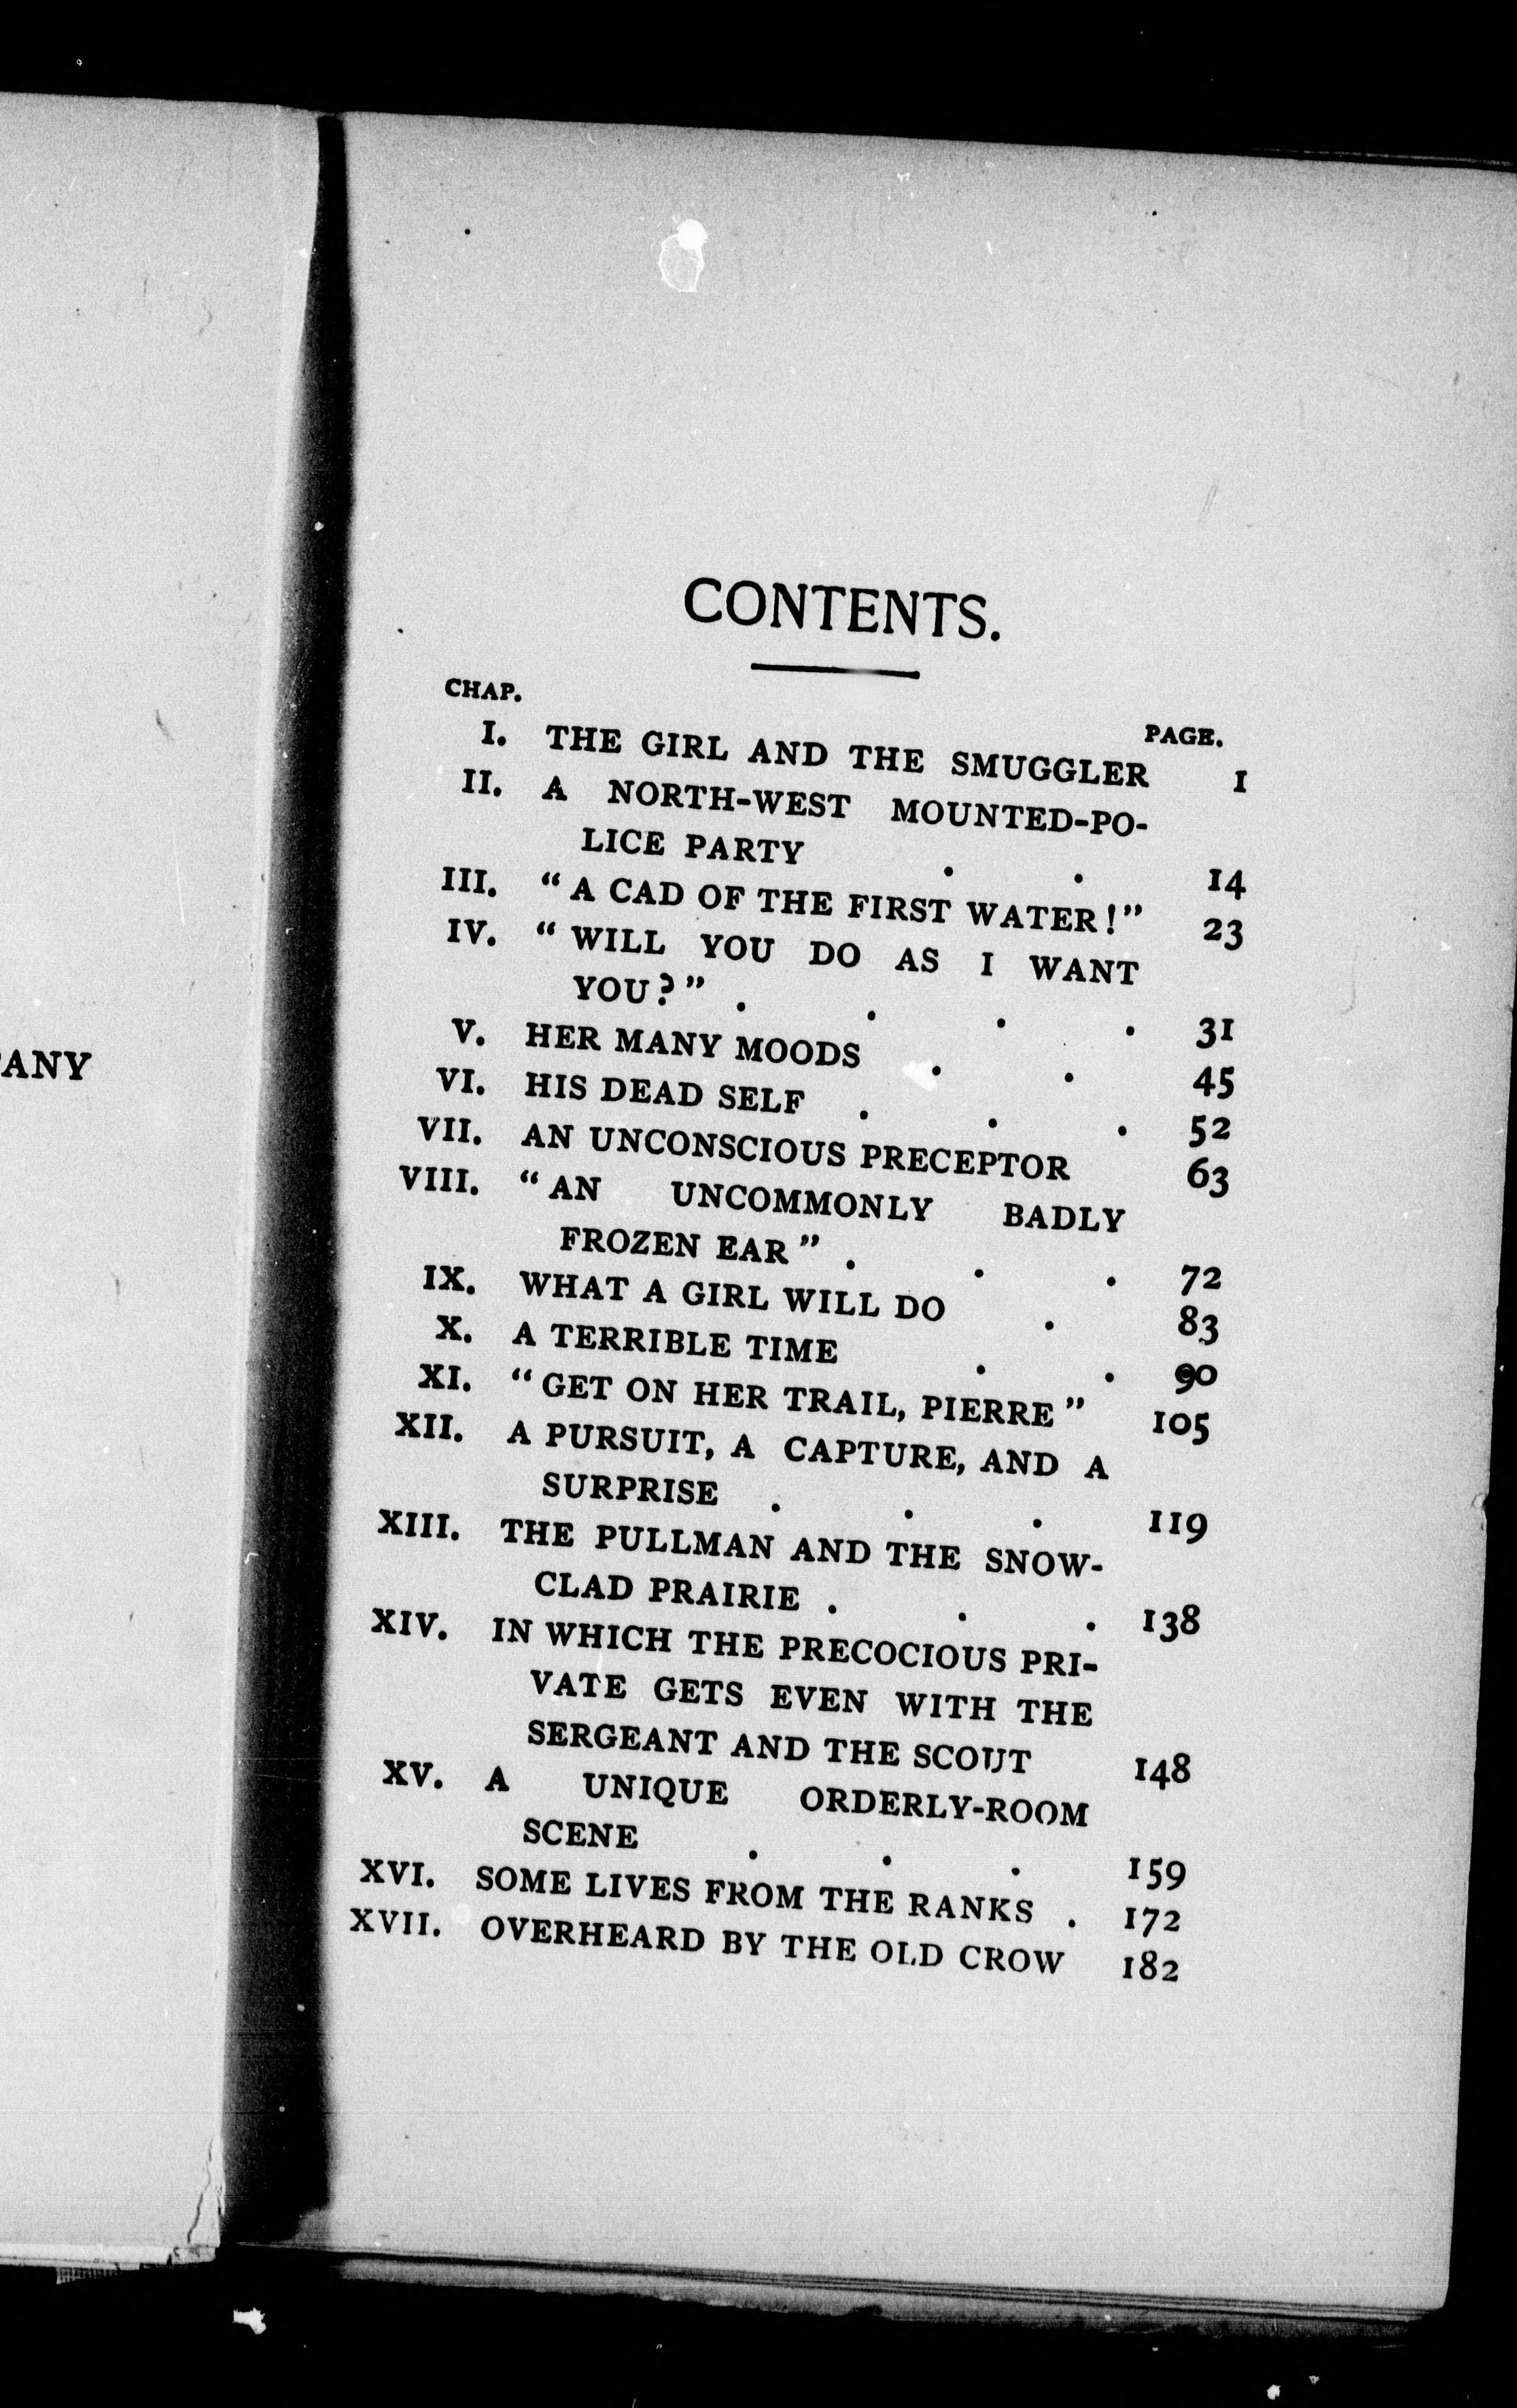 PANY
CONTENTS.
CHAP.
PAGE.
I. THE GIRL AND THE SMUGGLER 1
II. A NORTH-WEST MOUNTED-PO-
LICE PARTY . . 14
III. “A CAD OF THE FIRST WATER!” 23
IV. “WILL YOU DO AS I WANT
YOU?” . . . . 31
V. HER MANY MOODS . . 45
VI. HIS DEAD SELF . . . 52
VII. AN UNCONSCIOUS PRECEPTOR 63
VIII. “AN UNCOMMONLY BADLY
FROZEN EAR” . . . 72
IX. WHAT A GIRL WILL DO . 83
X. A TERRIBLE TIME . . 90
XI. “GET ON HER TRAIL, PIERRE” 105
XII. A PURSUIT, A CAPTURE, AND A
SURPRISE . . . 119
XIII. THE PULLMAN AND THE SNOW-
CLAD PRAIRIE . . . 138
XIV. IN WHICH THE PRECOCIOUS PRI-
VATE GETS EVEN WITH THE
SERGEANT AND THE SCOUT 148
XV. A UNIQUE ORDERLY-ROOM
SCENE . . . 159
XVI. SOME LIVES FROM THE RANKS . 172
XVII. OVERHEARD BY THE OLD CROW 182